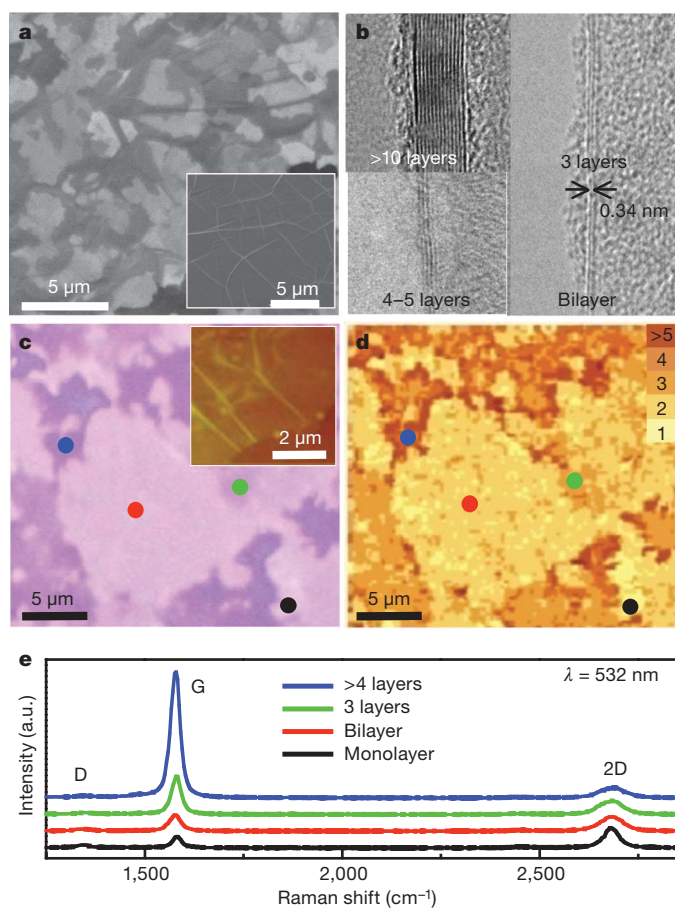 a
5 µm
5 µm
b
>10 layers
4–5 layers
3 layers
0.34 nm
Bilayer
c
2 µm
5 µm
d
>5
4
3
2
1
5 µm
e
λ = 532 nm
G
>4 layers
3 layers
Bilayer
Monolayer
D
2D
Intensity (a.u.)
1,500
2,000
2,500
Raman shift (cm⁻¹)